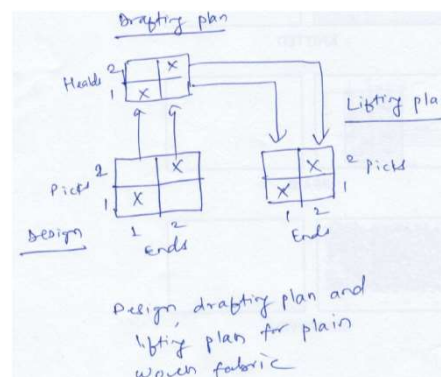 Drafting plan
2
Healds
1
Lifting pla
2
Picks
1
2
Picks
1
Design
1 2
Ends
1 2
Ends
Design, drafting plan and
lifting plan for plain
woven fabric